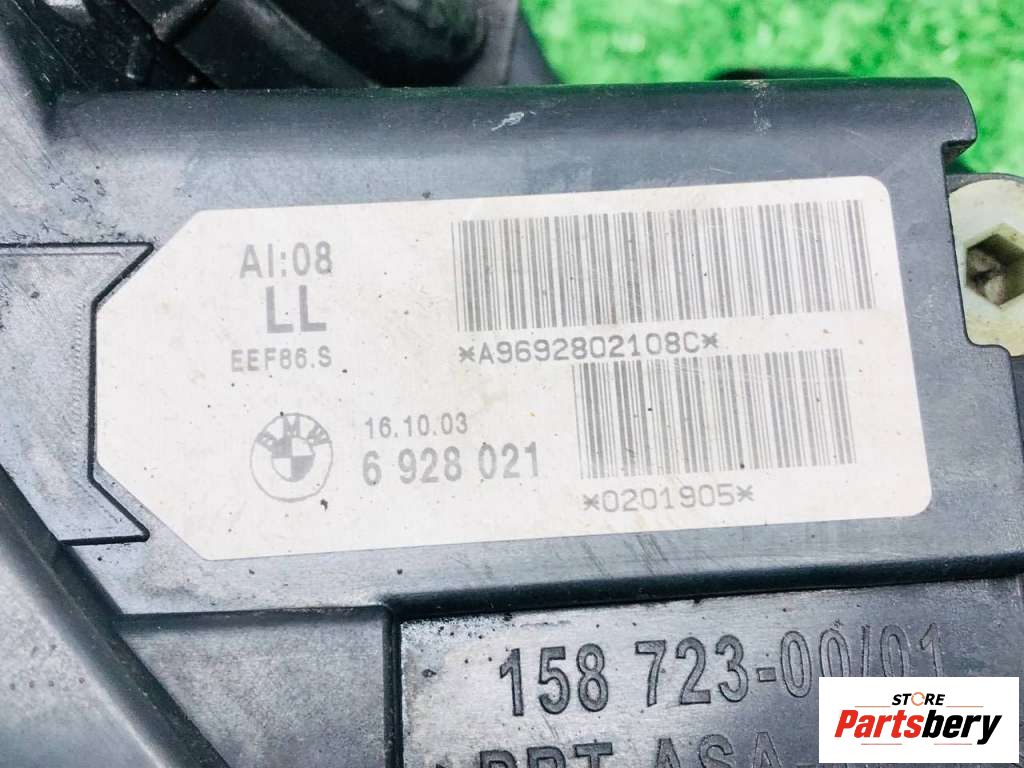 AI:08
LL
EEF86.S
*A9692802108C*
BMW
16.10.03
6 928 021
*0201905*
158 723-00/01
STORE
Partsbery